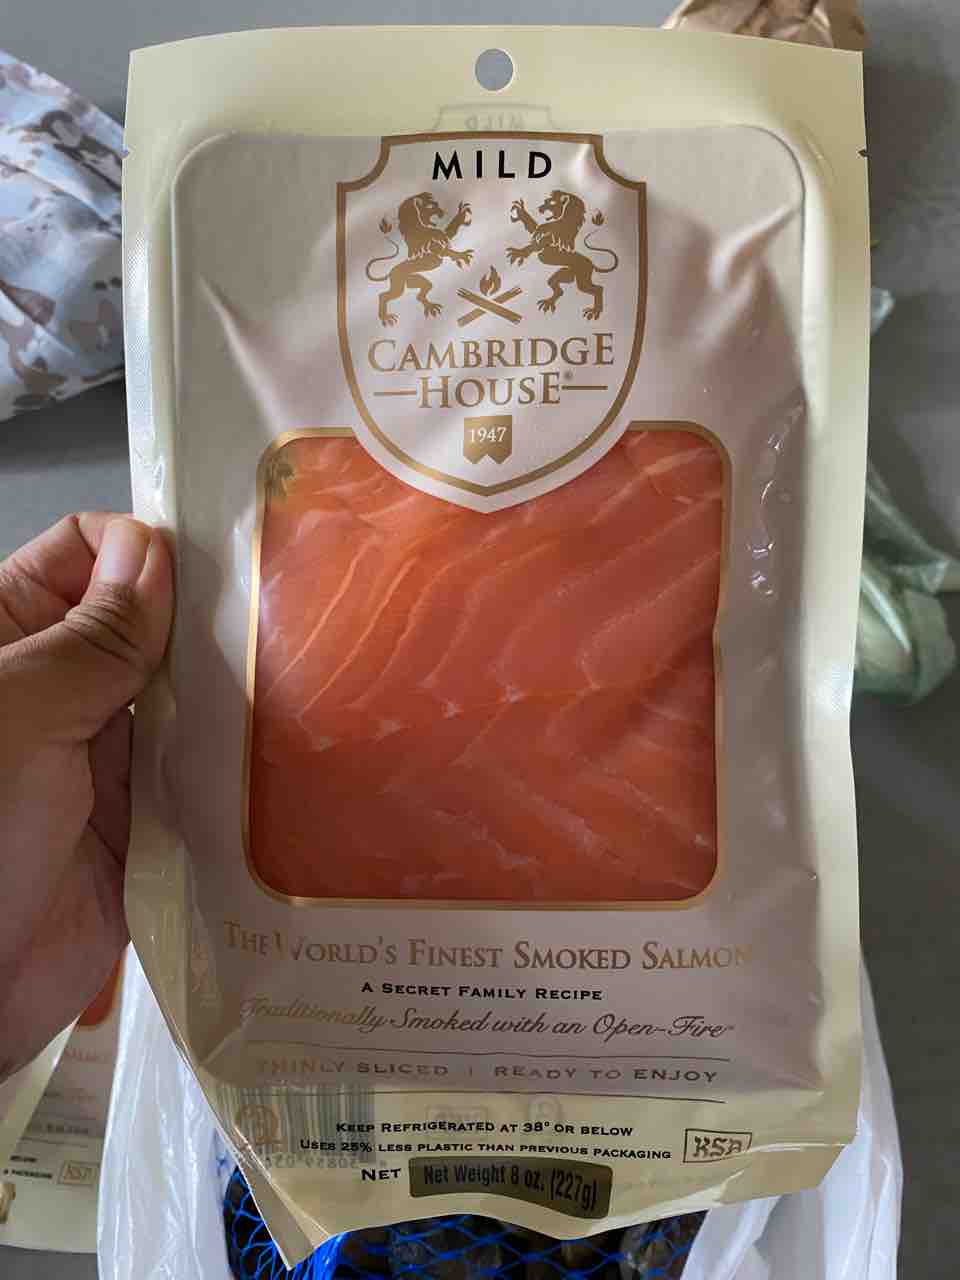 MILD
CAMBRIDGE
HOUSE®
1947
THE WORLD'S FINEST SMOKED SALMON
A SECRET FAMILY RECIPE
Traditionally Smoked with an Open-Fire™
THINLY SLICED | READY TO ENJOY
KEEP REFRIGERATED AT 38° OR BELOW
USES 25% LESS PLASTIC THAN PREVIOUS PACKAGING
KSA
NET Net Weight 8 oz. (227g)